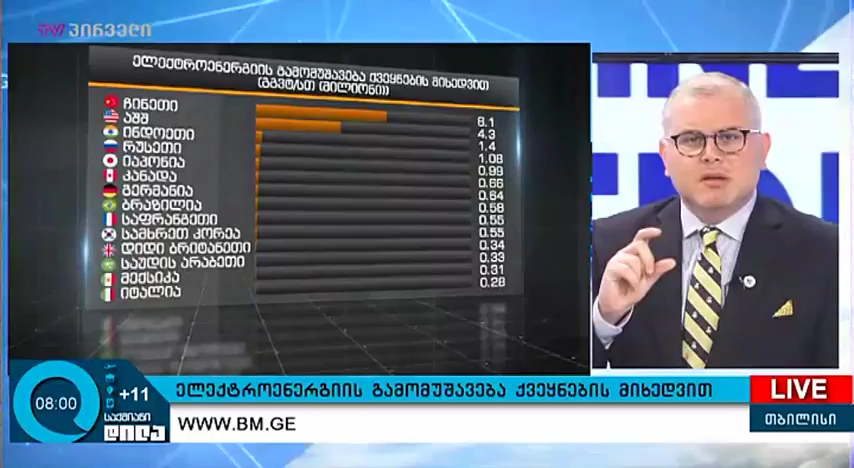 TV პირველი
ელექტროენერგიის გამომუშავება ქვეყნების მიხედვით
(მგვტ/სთ (მილიონი))
ჩინეთი 6.1
აშშ 4.3
ინდოეთი 1.4
რუსეთი 1.08
იაპონია 0.99
კანადა 0.66
გერმანია 0.64
ბრაზილია 0.58
საფრანგეთი 0.55
სამხრეთ კორეა 0.55
დიდი ბრიტანეთი 0.34
საუდის არაბეთი 0.33
მექსიკა 0.31
იტალია 0.28
08:00
+11
საქმიანი
დილა
ელექტროენერგიის გამომუშავება ქვეყნების მიხედვით
WWW.BM.GE
LIVE
თბილისი